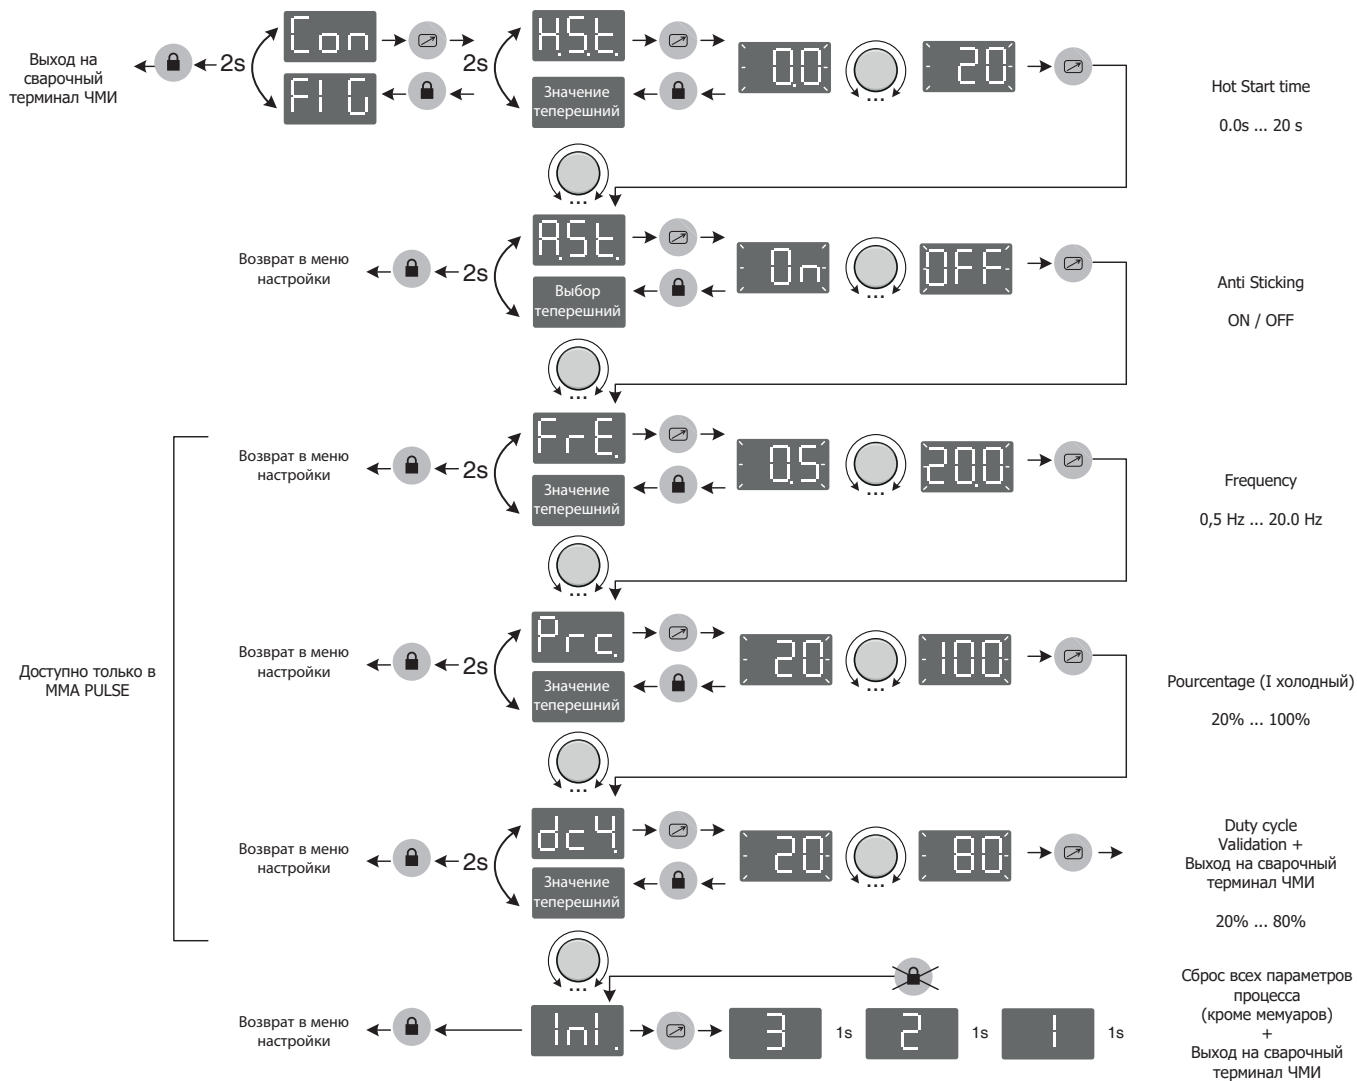 Выход на
сварочный
терминал ЧМИ
2s
Con
FIG
2s
H.S.t.
Значение
теперешний
0.0
...
20
Hot Start time
0.0s ... 20 s
...
Возврат в меню
настройки
2s
A.S.t.
Выбор
теперешний
On
...
OFF
Anti Sticking
ON / OFF
...
Доступно только в
MMA PULSE
Возврат в меню
настройки
2s
FrE.
Значение
теперешний
0.5
...
20.0
Frequency
0,5 Hz ... 20.0 Hz
...
Возврат в меню
настройки
2s
Prc.
Значение
теперешний
20
...
100
Pourcentage (I холодный)
20% ... 100%
...
Возврат в меню
настройки
2s
dcY.
Значение
теперешний
20
...
80
Duty cycle
Validation +
Выход на сварочный
терминал ЧМИ
20% ... 80%
...
Возврат в меню
настройки
InI.
3
1s
2
1s
1
1s
Сброс всех параметров
процесса
(кроме мемуаров)
+
Выход на сварочный
терминал ЧМИ